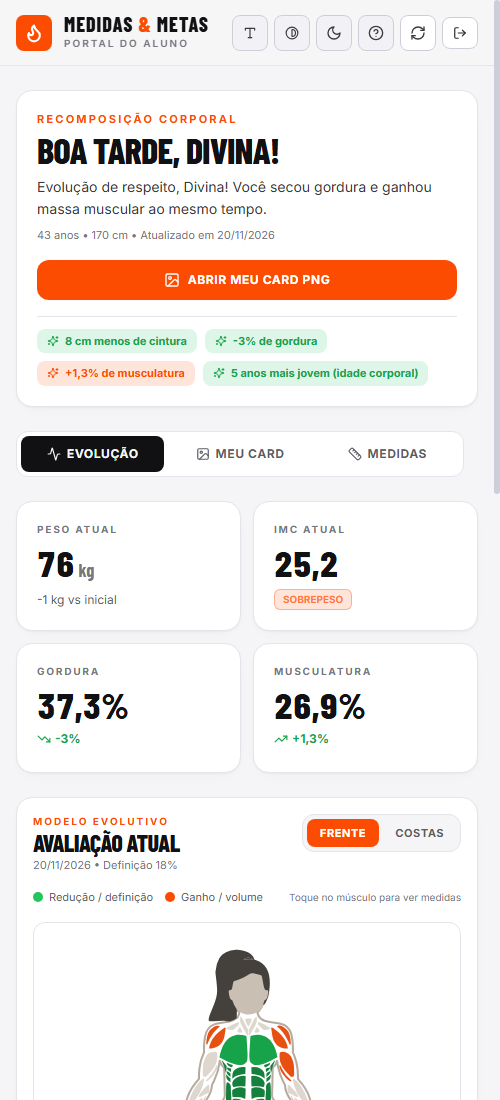 MEDIDAS & METAS
PORTAL DO ALUNO
RECOMPOSIÇÃO CORPORAL
BOA TARDE, DIVINA!
Evolução de respeito, Divina! Você secou gordura e ganhou
massa muscular ao mesmo tempo.
43 anos • 170 cm • Atualizado em 20/11/2026
ABRIR MEU CARD PNG
8 cm menos de cintura
-3% de gordura
+1,3% de musculatura
5 anos mais jovem (idade corporal)
EVOLUÇÃO
MEU CARD
MEDIDAS
PESO ATUAL
76 kg
-1 kg vs inicial
IMC ATUAL
25,2
SOBREPESO
GORDURA
37,3%
-3%
MUSCULATURA
26,9%
+1,3%
MODELO EVOLUTIVO
AVALIAÇÃO ATUAL
20/11/2026 • Definição 18%
FRENTE
COSTAS
Redução / definição
Ganho / volume
Toque no músculo para ver medidas